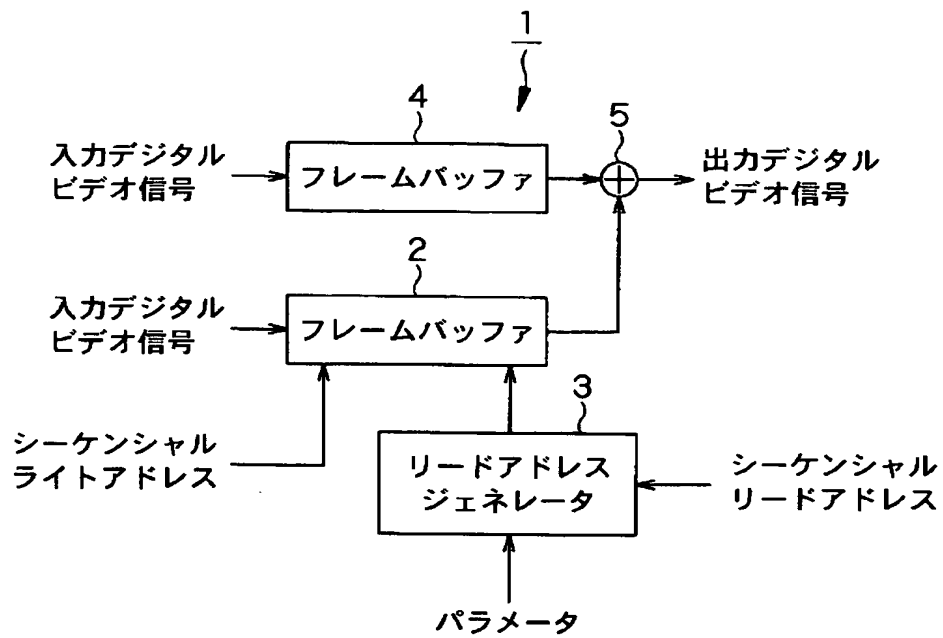 1
4
5
入力デジタル
ビデオ信号
フレームバッファ
出力デジタル
ビデオ信号
2
入力デジタル
ビデオ信号
フレームバッファ
3
シーケンシャル
ライトアドレス
リードアドレス
ジェネレータ
シーケンシャル
リードアドレス
パラメータ